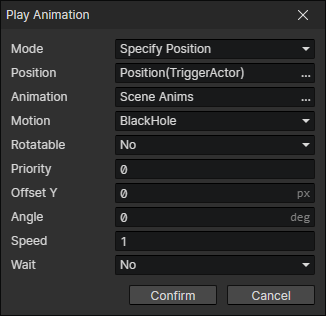 Play Animation
Mode Specify Position
Position Position(TriggerActor) ...
Animation Scene Anims ...
Motion BlackHole
Rotatable No
Priority 0
Offset Y 0 px
Angle 0 deg
Speed 1
Wait No
Confirm Cancel